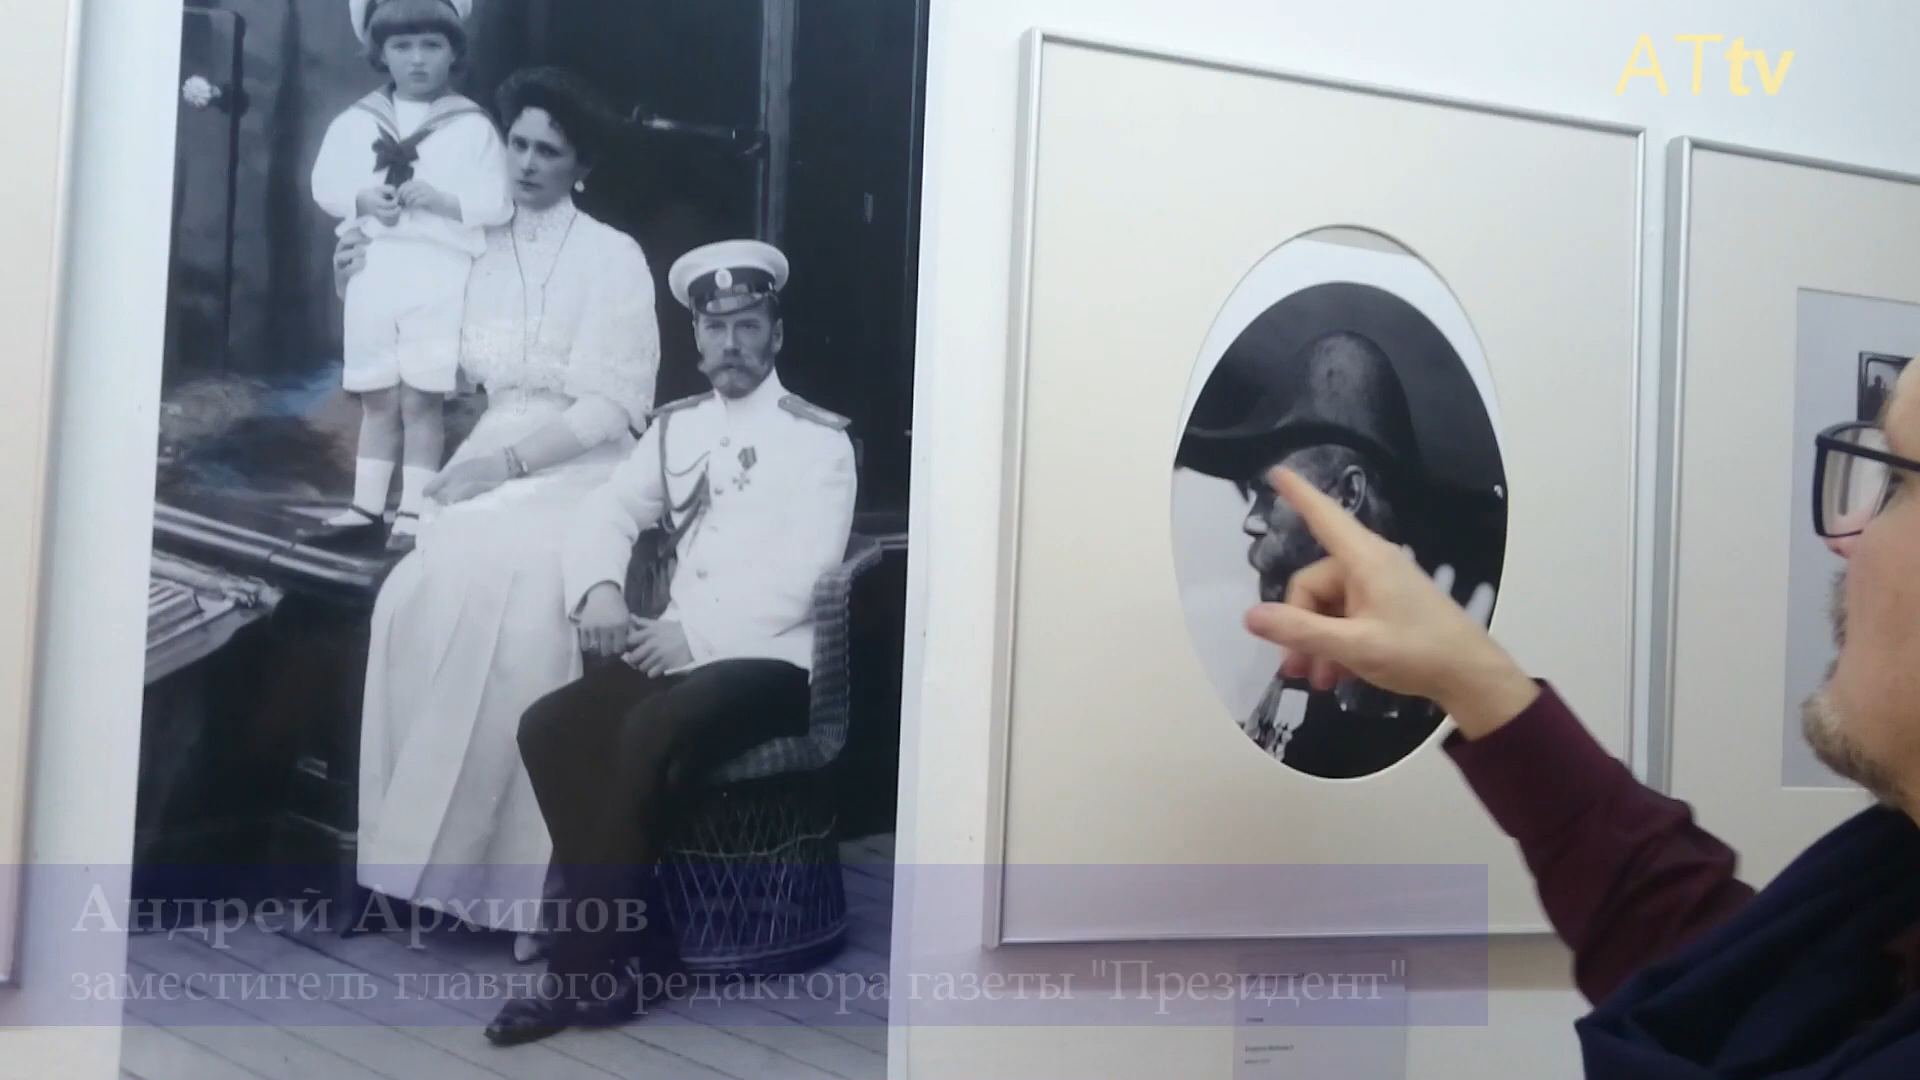 ATtv
Андрей Архипов
заместитель главного редактора газеты "Президент"